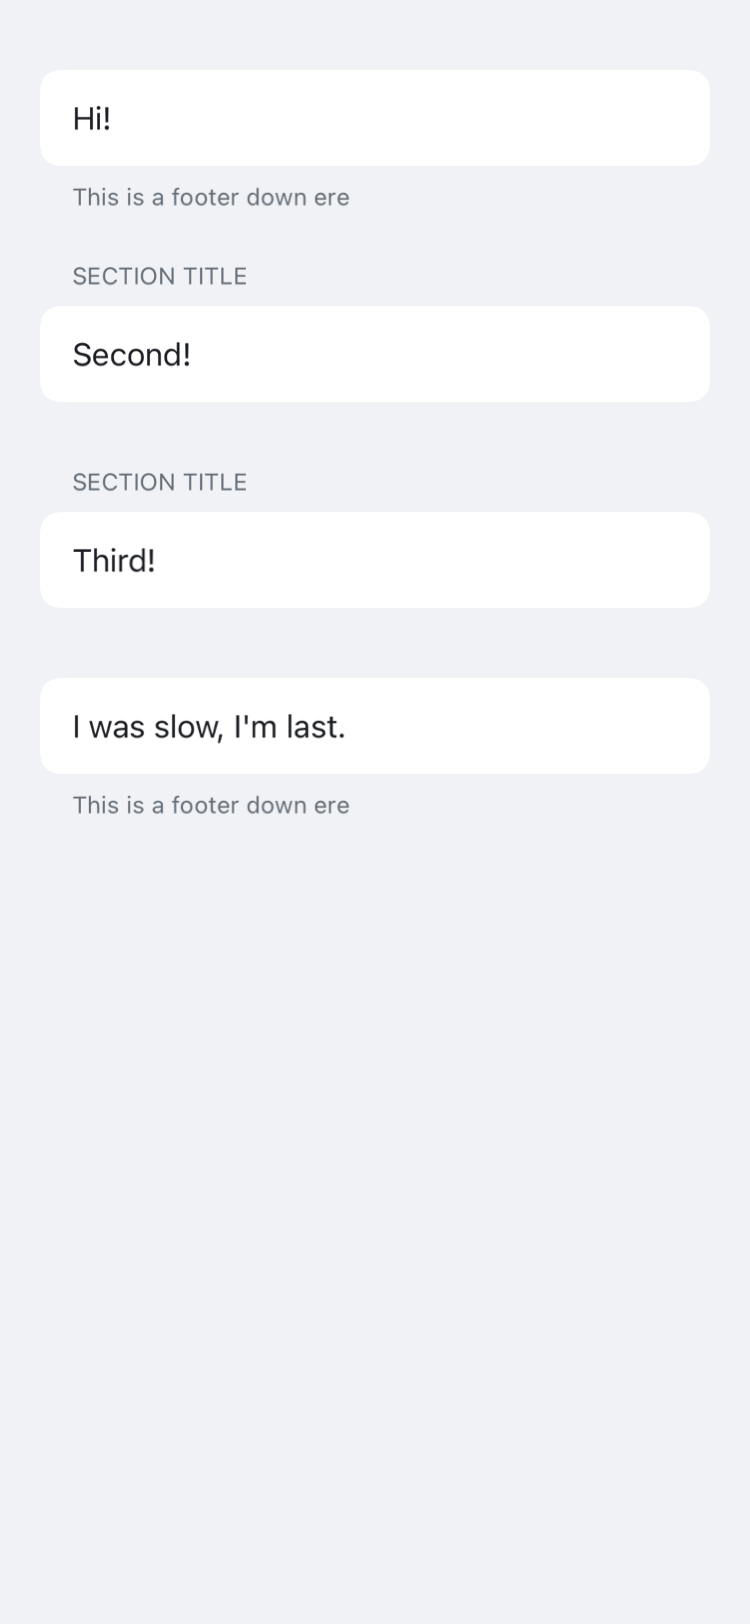 Hi!
This is a footer down ere
SECTION TITLE
Second!
SECTION TITLE
Third!
I was slow, I'm last.
This is a footer down ere